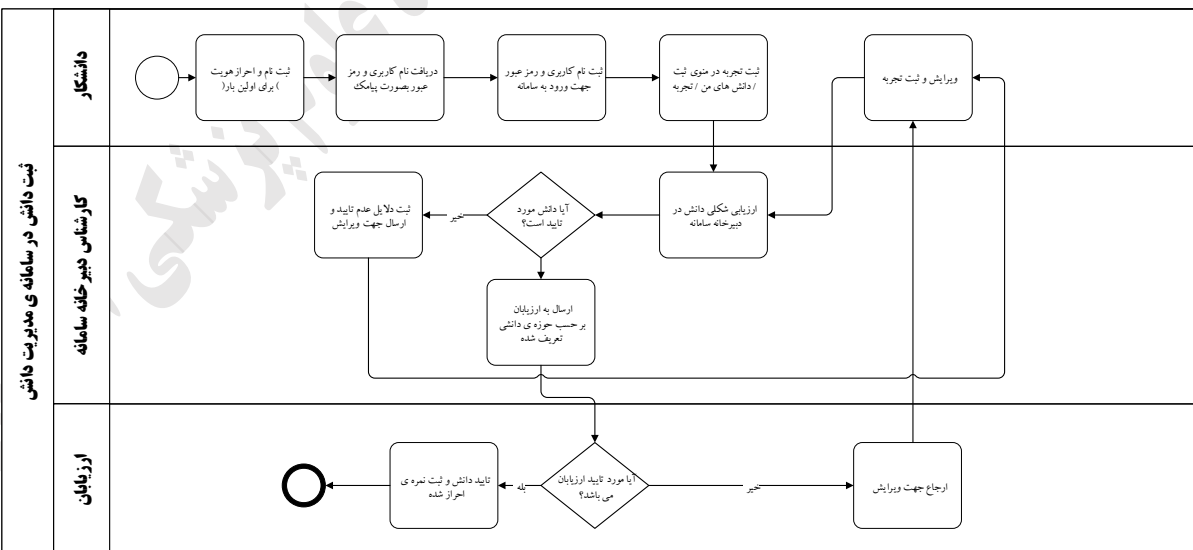 ثبت دانش در سامانه ی مدیریت دانش
دانشکار
ثبت نام و احراز هویت
) برای اولین بار(
دریافت نام کاربری و رمز
عبور بصورت پیامک
ثبت نام کاربری و رمز عبور
جهت ورود به سامانه
ثبت تجربه در منوی ثبت
/ دانش های من / تجربه
ویرایش و ثبت تجربه
کارشناس دبیرخانه سامانه
ارزیابی شکلی دانش در
دبیرخانه سامانه
آیا دانش مورد
تایید است؟
خیر
ثبت دلایل عدم تایید و
ارسال جهت ویرایش
ارسال به ارزیابان
بر حسب حوزه ی دانشی
تعریف شده
ارزیابان
آیا مورد تایید ارزیابان
می باشد؟
بله
تایید دانش و ثبت نمره ی
احراز شده
خیر
ارجاع جهت ویرایش
علوم پزشکی